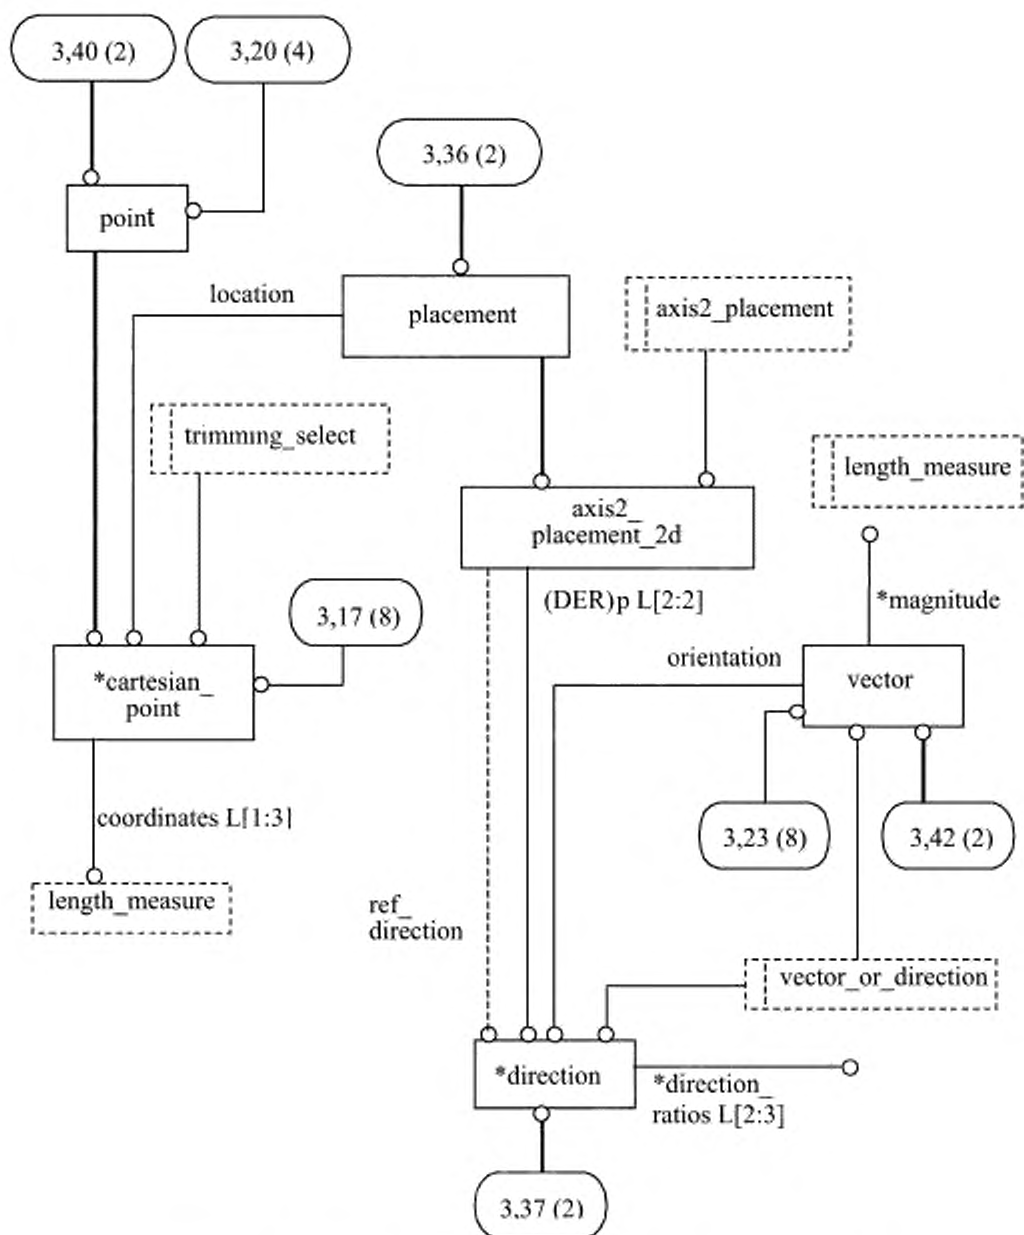 3,40 (2)
3,20 (4)
3,36 (2)
point
location
placement
axis2_placement
trimming_select
length_measure
axis2_
placement_2d
3,17 (8)
(DER)p L[2:2]
*magnitude
orientation
*cartesian_
point
vector
coordinates L[1:3]
3,23 (8)
3,42 (2)
length_measure
ref_
direction
vector_or_direction
*direction
*direction_
ratios L[2:3]
3,37 (2)